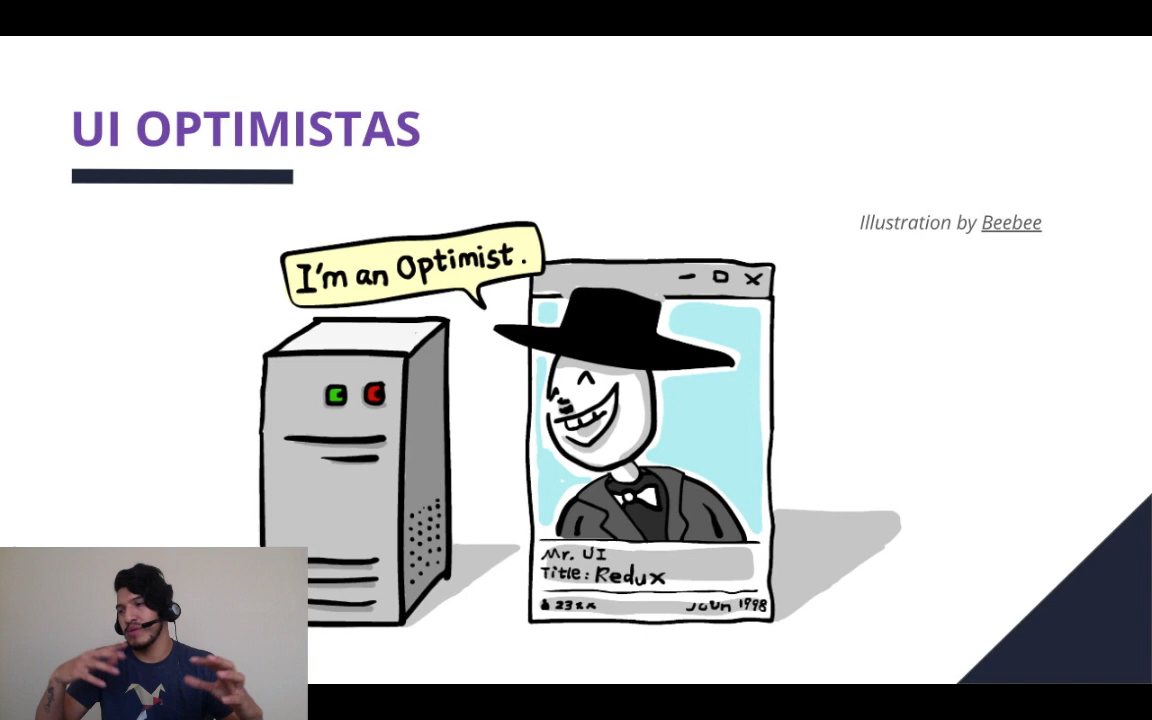 UI OPTIMISTAS
Illustration by Beebee
I'm an Optimist.
Mr. UI
Title: Redux
1998